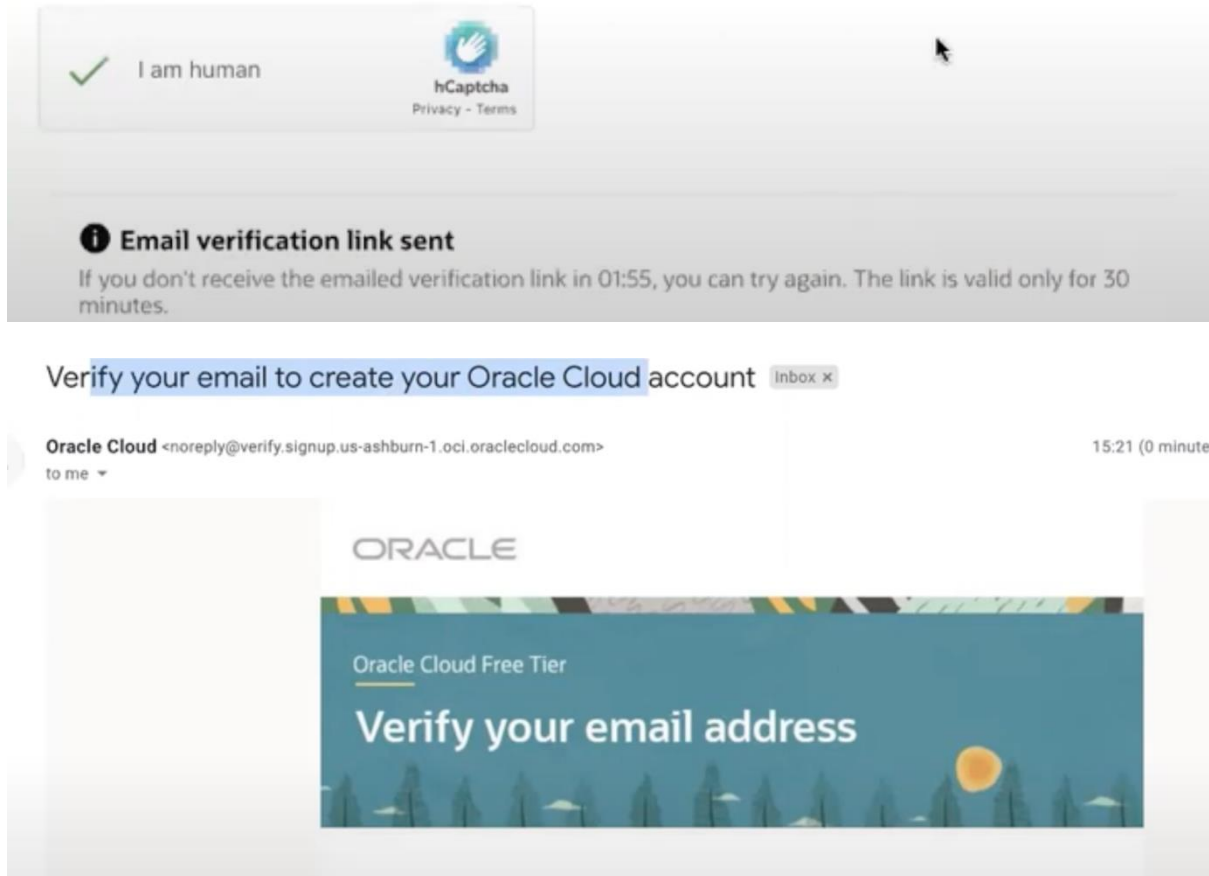 I am human
hCaptcha
Privacy - Terms
Email verification link sent
If you don't receive the emailed verification link in 01:55, you can try again. The link is valid only for 30
minutes.
Verify your email to create your Oracle Cloud account Inbox ×
Oracle Cloud <noreply@verify.signup.us-ashburn-1.oci.oraclecloud.com> 15:21 (0 minute
to me
ORACLE
Oracle Cloud Free Tier
Verify your email address